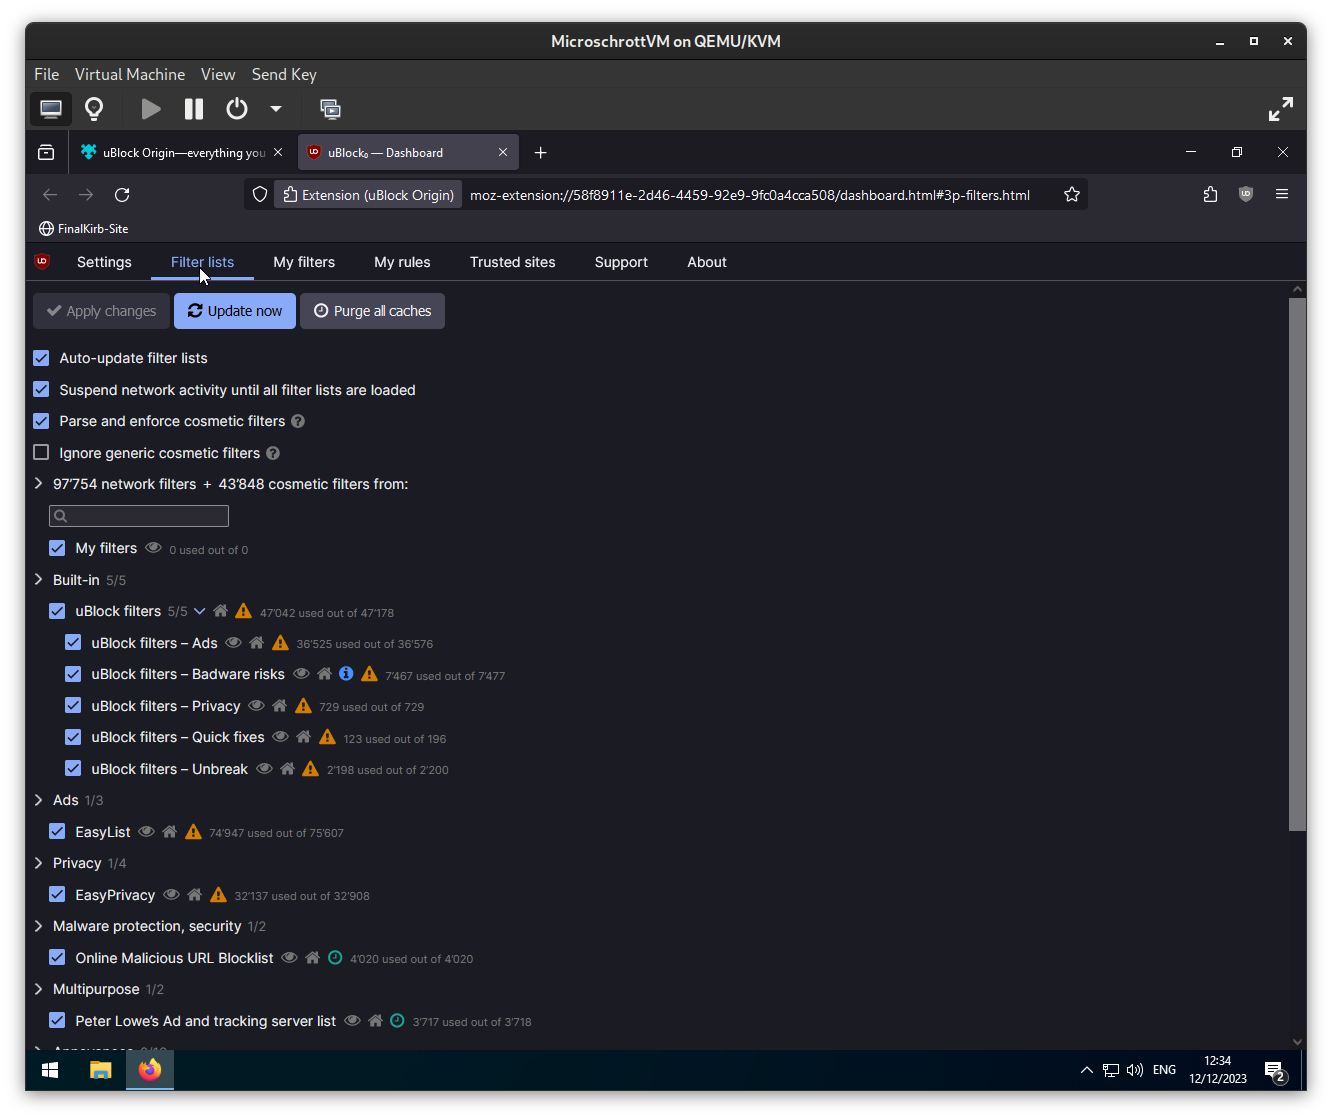 MicroschrottVM on QEMU/KVM
File Virtual Machine View Send Key
uBlock Origin—everything you
uBlock₀ — Dashboard
Extension (uBlock Origin) moz-extension://58f8911e-2d46-4459-92e9-9fc0a4cca508/dashboard.html#3p-filters.html
FinalKirb-Site
Settings Filter lists My filters My rules Trusted sites Support About
Apply changes Update now Purge all caches
Auto-update filter lists
Suspend network activity until all filter lists are loaded
Parse and enforce cosmetic filters
Ignore generic cosmetic filters
97'754 network filters + 43'848 cosmetic filters from:
My filters 0 used out of 0
Built-in 5/5
uBlock filters 5/5 47'042 used out of 47'178
uBlock filters – Ads 36'525 used out of 36'576
uBlock filters – Badware risks 7'467 used out of 7'477
uBlock filters – Privacy 729 used out of 729
uBlock filters – Quick fixes 123 used out of 196
uBlock filters – Unbreak 2'198 used out of 2'200
Ads 1/3
EasyList 74'947 used out of 75'607
Privacy 1/4
EasyPrivacy 32'137 used out of 32'908
Malware protection, security 1/2
Online Malicious URL Blocklist 4'020 used out of 4'020
Multipurpose 1/2
Peter Lowe's Ad and tracking server list 3'717 used out of 3'718
ENG
12:34
12/12/2023
2